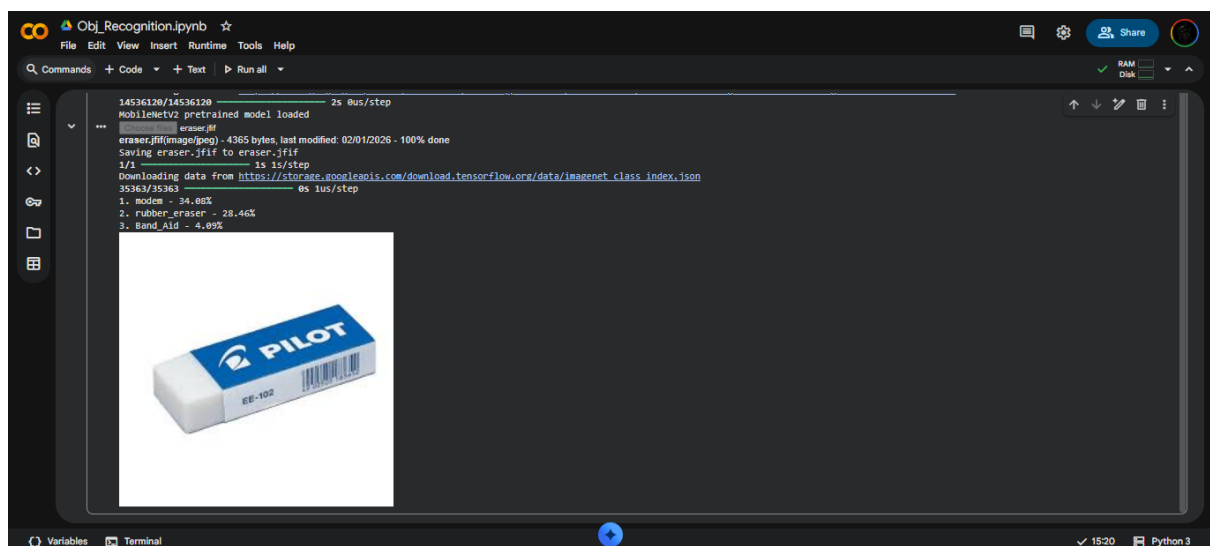 Obj_Recognition.ipynb
Share
File Edit View Insert Runtime Tools Help
Commands + Code + Text Run all
RAM
Disk
14536120/14536120 2s 0us/step
MobileNetV2 pretrained model loaded
Choose files eraser.jfif
eraser.jfif(image/jpeg) - 4365 bytes, last modified: 02/01/2026 - 100% done
Saving eraser.jfif to eraser.jfif
1/1 1s 1s/step
Downloading data from https://storage.googleapis.com/download.tensorflow.org/data/imagenet_class_index.json
35363/35363 0s 1us/step
1. modem - 34.08%
2. rubber_eraser - 28.46%
3. Band_Aid - 4.09%
PILOT
EE-102
Variables Terminal
15:20 Python 3